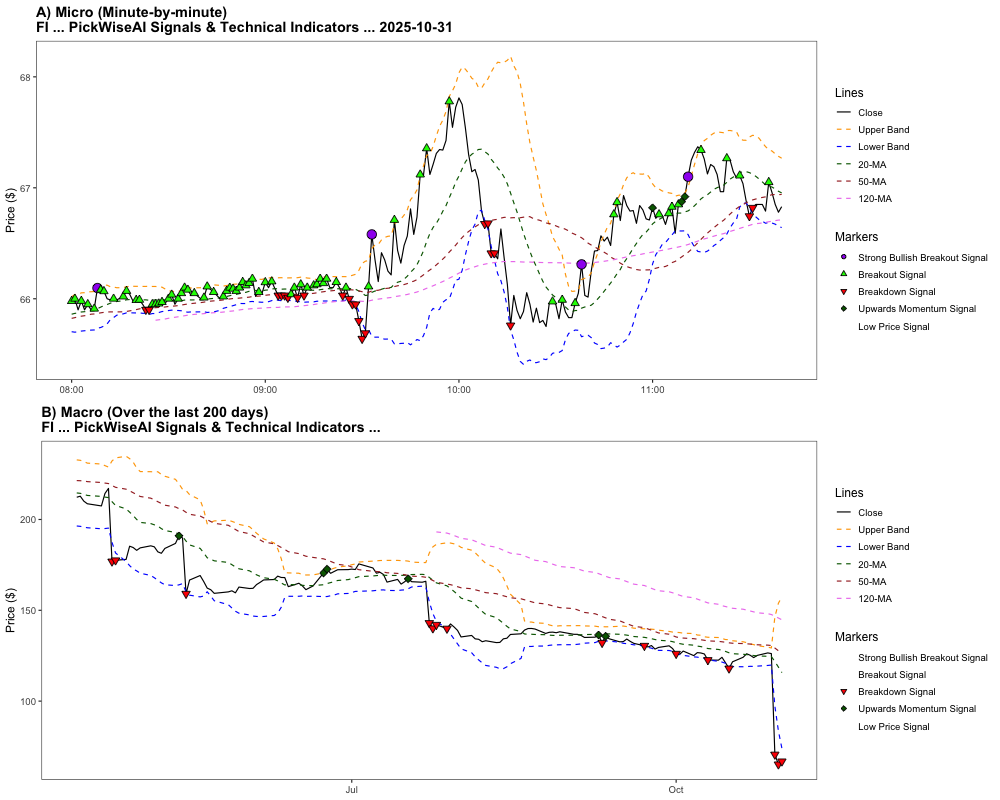 A) Micro (Minute-by-minute)
FI ... PickWiseAI Signals & Technical Indicators ... 2025-10-31
68
67
66
Price ($)
08:00
09:00
10:00
11:00
Lines
Close
Upper Band
Lower Band
20-MA
50-MA
120-MA
Markers
Strong Bullish Breakout Signal
Breakout Signal
Breakdown Signal
Upwards Momentum Signal
Low Price Signal
B) Macro (Over the last 200 days)
FI ... PickWiseAI Signals & Technical Indicators ...
200
150
100
Price ($)
Jul
Oct
Lines
Close
Upper Band
Lower Band
20-MA
50-MA
120-MA
Markers
Strong Bullish Breakout Signal
Breakout Signal
Breakdown Signal
Upwards Momentum Signal
Low Price Signal